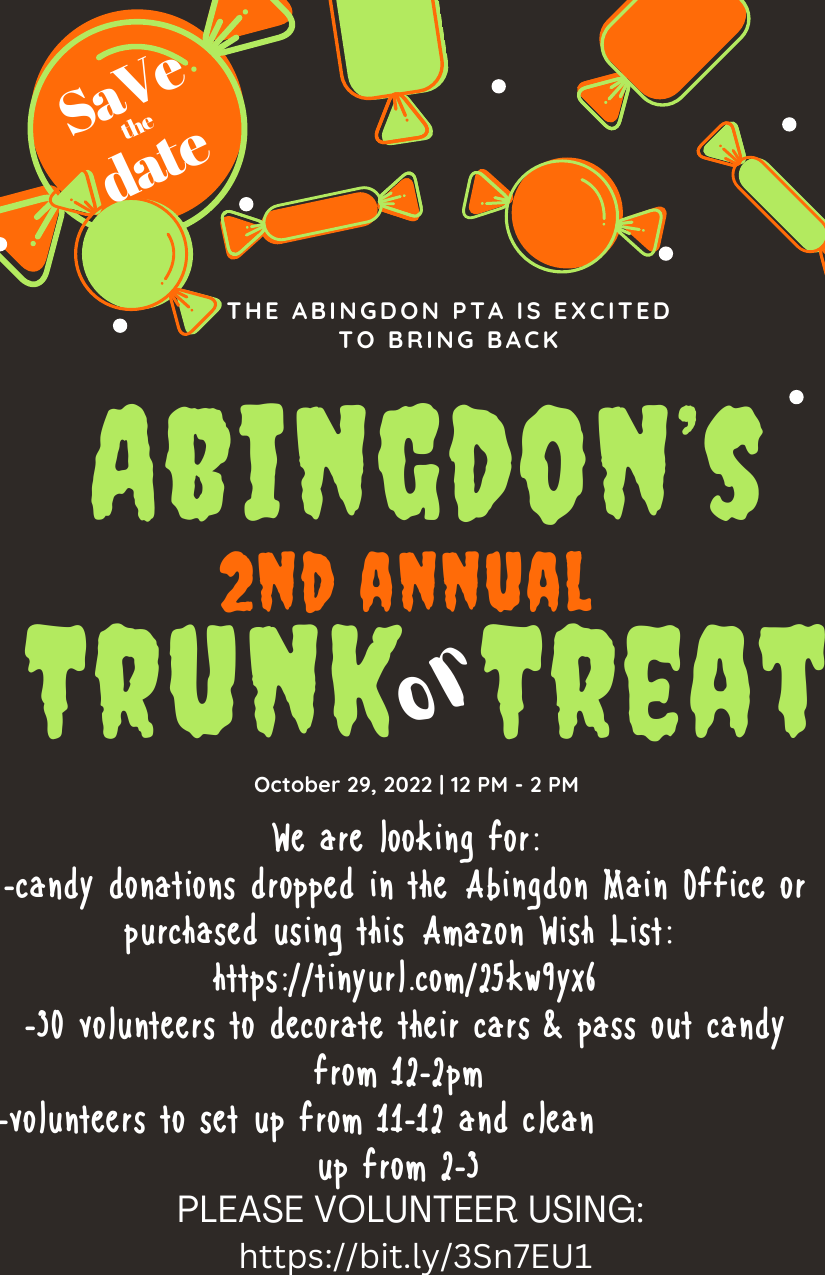 SaVe
the
date
THE ABINGDON PTA IS EXCITED
TO BRING BACK
ABINGDON'S
2ND ANNUAL
TRUNK or TREAT
October 29, 2022 | 12 PM - 2 PM
We are looking for:
-candy donations dropped in the Abingdon Main Office or
purchased using this Amazon Wish List:
https://tinyurl.com/25kw9yx6
-30 volunteers to decorate their cars & pass out candy
from 12-2pm
-volunteers to set up from 11-12 and clean
up from 2-3
PLEASE VOLUNTEER USING:
https://bit.ly/3Sn7EU1